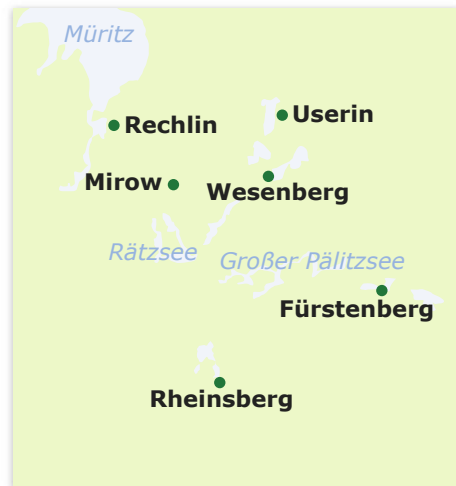 Müritz
Userin
Rechlin
Mirow
Wesenberg
Rätzsee
Großer Pälitzsee
Fürstenberg
Rheinsberg